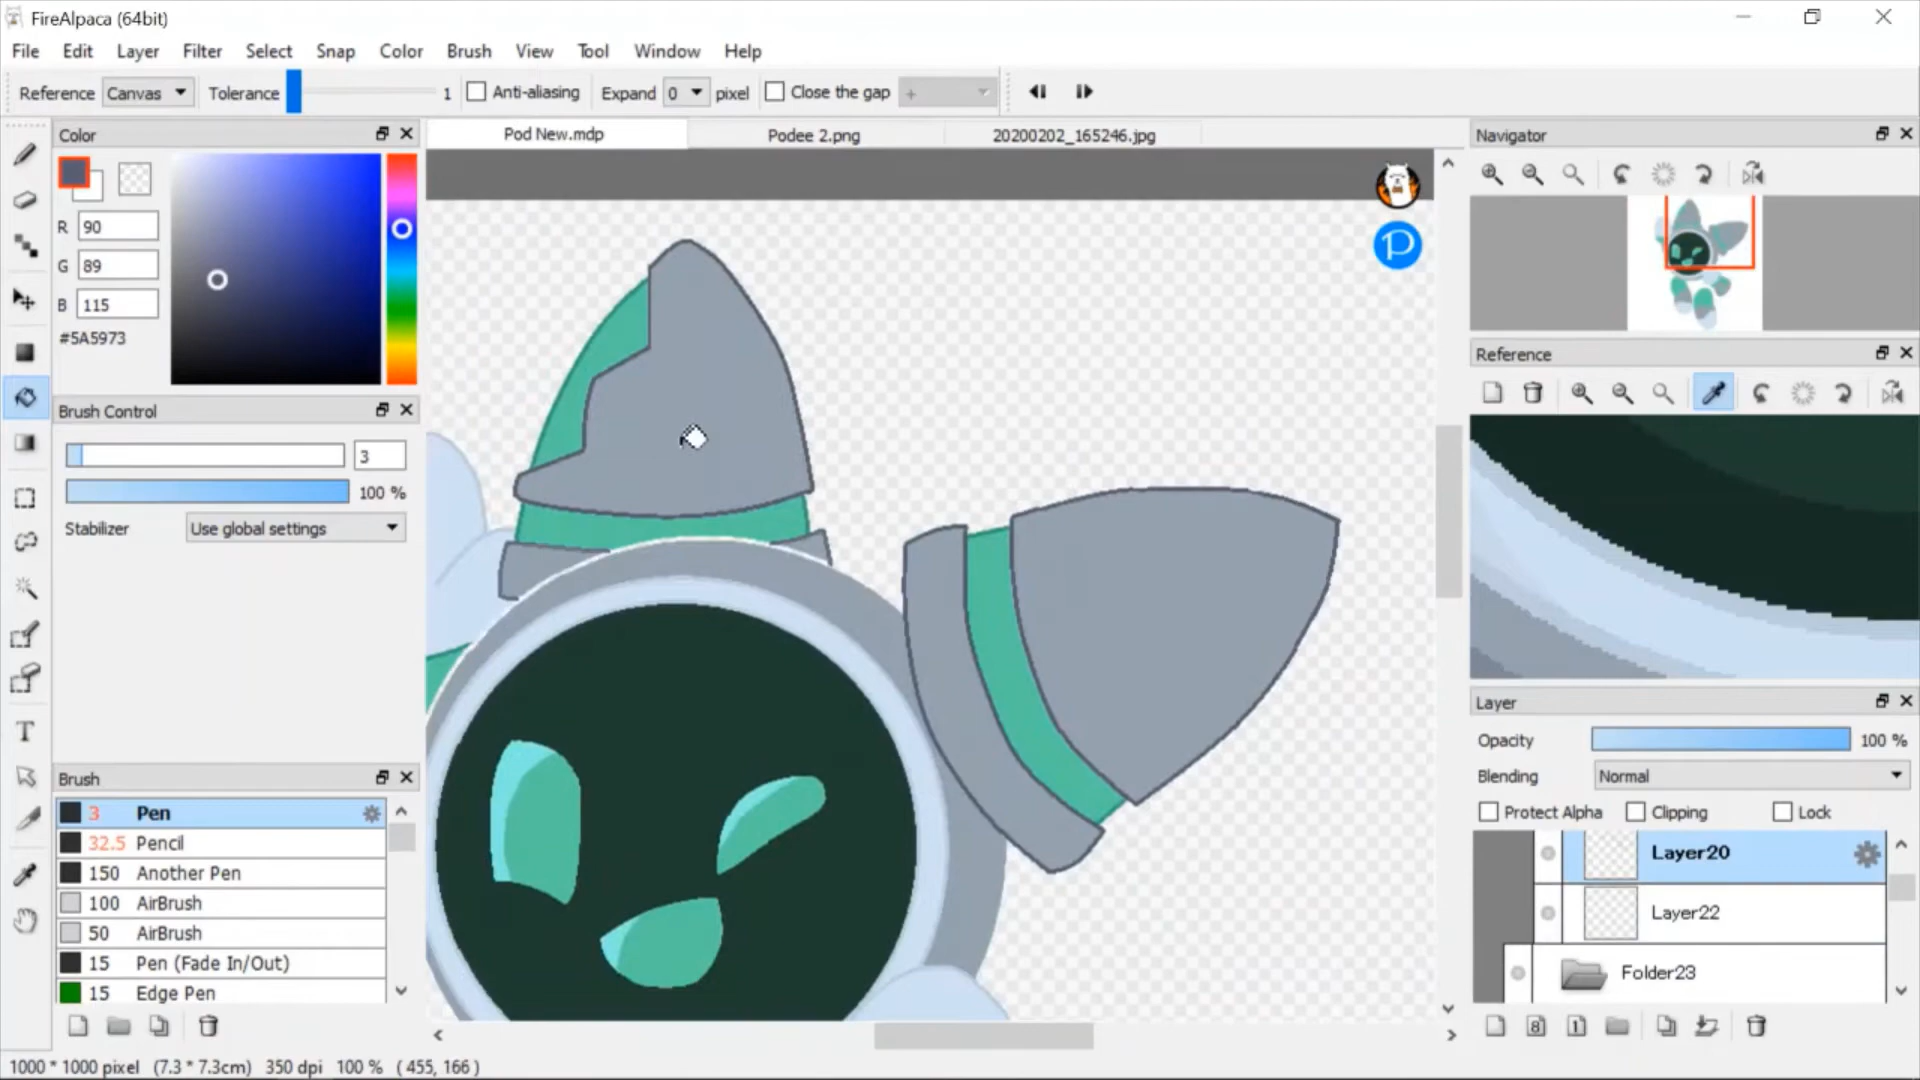 FireAlpaca (64bit)
File Edit Layer Filter Select Snap Color Brush View Tool Window Help
Reference Canvas Tolerance 1 Anti-aliasing Expand 0 pixel Close the gap +
Color
R 90
G 89
B 115
#5A5973
Brush Control
3
100 %
Stabilizer Use global settings
Brush
3 Pen
32.5 Pencil
150 Another Pen
100 AirBrush
50 AirBrush
15 Pen (Fade In/Out)
15 Edge Pen
Pod New.mdp Podee 2.png 20200202_165246.jpg
P
Navigator
Reference
Layer
Opacity 100 %
Blending Normal
Protect Alpha Clipping Lock
Layer20
Layer22
Folder23
8 1
T
1000 * 1000 pixel (7.3 * 7.3cm) 350 dpi 100 % ( 455, 166 )